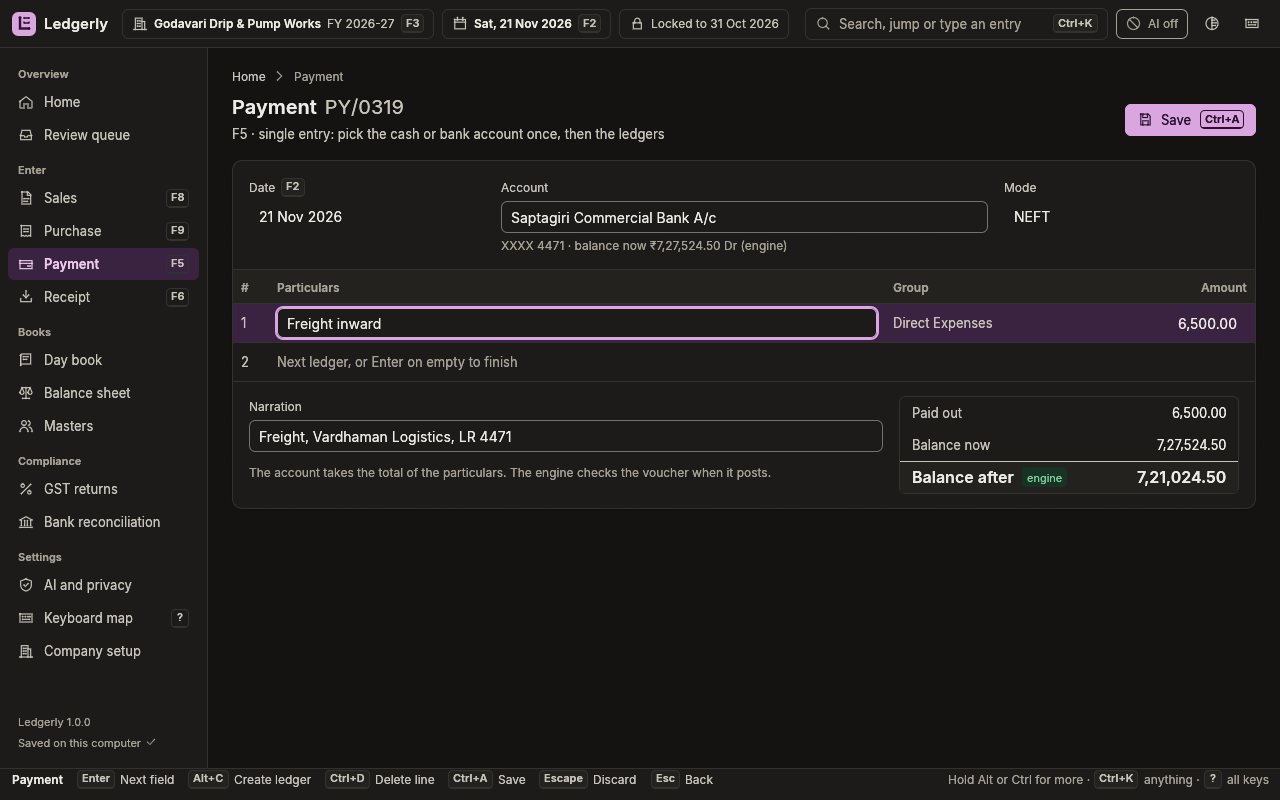 Ledgerly
Godavari Drip & Pump Works FY 2026-27 F3
Sat, 21 Nov 2026 F2
Locked to 31 Oct 2026
Search, jump or type an entry Ctrl+K
AI off
Overview
Home
Review queue
Enter
Sales F8
Purchase F9
Payment F5
Receipt F6
Books
Day book
Balance sheet
Masters
Compliance
GST returns
Bank reconciliation
Settings
AI and privacy
Keyboard map ?
Company setup
Ledgerly 1.0.0
Saved on this computer
Home Payment
Payment PY/0319
F5 · single entry: pick the cash or bank account once, then the ledgers
Save Ctrl+A
Date F2 Account Mode
21 Nov 2026 Saptagiri Commercial Bank A/c NEFT
XXXX 4471 · balance now ₹7,27,524.50 Dr (engine)
# Particulars Group Amount
1 Freight inward Direct Expenses 6,500.00
2 Next ledger, or Enter on empty to finish
Narration
Freight, Vardhaman Logistics, LR 4471
The account takes the total of the particulars. The engine checks the voucher when it posts.
Paid out 6,500.00
Balance now 7,27,524.50
Balance after engine 7,21,024.50
Payment Enter Next field Alt+C Create ledger Ctrl+D Delete line Ctrl+A Save Escape Discard Esc Back
Hold Alt or Ctrl for more · Ctrl+K anything · ? all keys